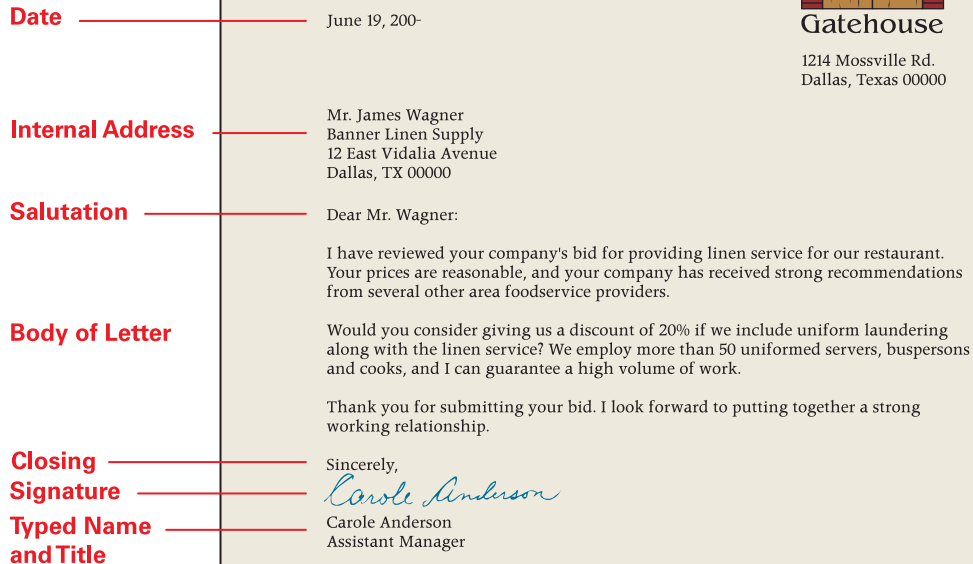 Date
June 19, 200-
Gatehouse
1214 Mossville Rd.
Dallas, Texas 00000
Internal Address
Mr. James Wagner
Banner Linen Supply
12 East Vidalia Avenue
Dallas, TX 00000
Salutation
Dear Mr. Wagner:
I have reviewed your company's bid for providing linen service for our restaurant.
Your prices are reasonable, and your company has received strong recommendations
from several other area foodservice providers.
Body of Letter
Would you consider giving us a discount of 20% if we include uniform laundering
along with the linen service? We employ more than 50 uniformed servers, buspersons
and cooks, and I can guarantee a high volume of work.
Thank you for submitting your bid. I look forward to putting together a strong
working relationship.
Closing
Sincerely,
Signature
Carole Anderson
Typed Name
and Title
Carole Anderson
Assistant Manager